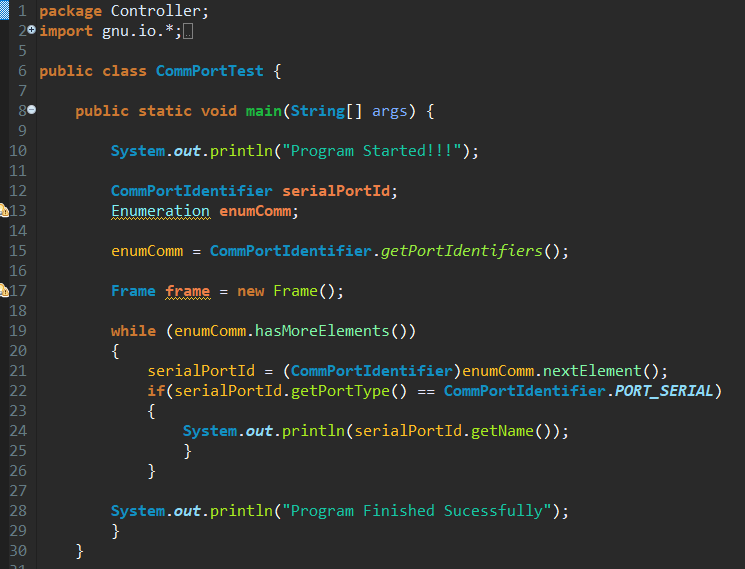 1 package Controller;
2 import gnu.io.*;
5
6 public class CommPortTest {
7
8 public static void main(String[] args) {
9
10 System.out.println("Program Started!!!");
11
12 CommPortIdentifier serialPortId;
13 Enumeration enumComm;
14
15 enumComm = CommPortIdentifier.getPortIdentifiers();
16
17 Frame frame = new Frame();
18
19 while (enumComm.hasMoreElements())
20 {
21 serialPortId = (CommPortIdentifier)enumComm.nextElement();
22 if(serialPortId.getPortType() == CommPortIdentifier.PORT_SERIAL)
23 {
24 System.out.println(serialPortId.getName());
25 }
26 }
27
28 System.out.println("Program Finished Sucessfully");
29 }
30 }
31